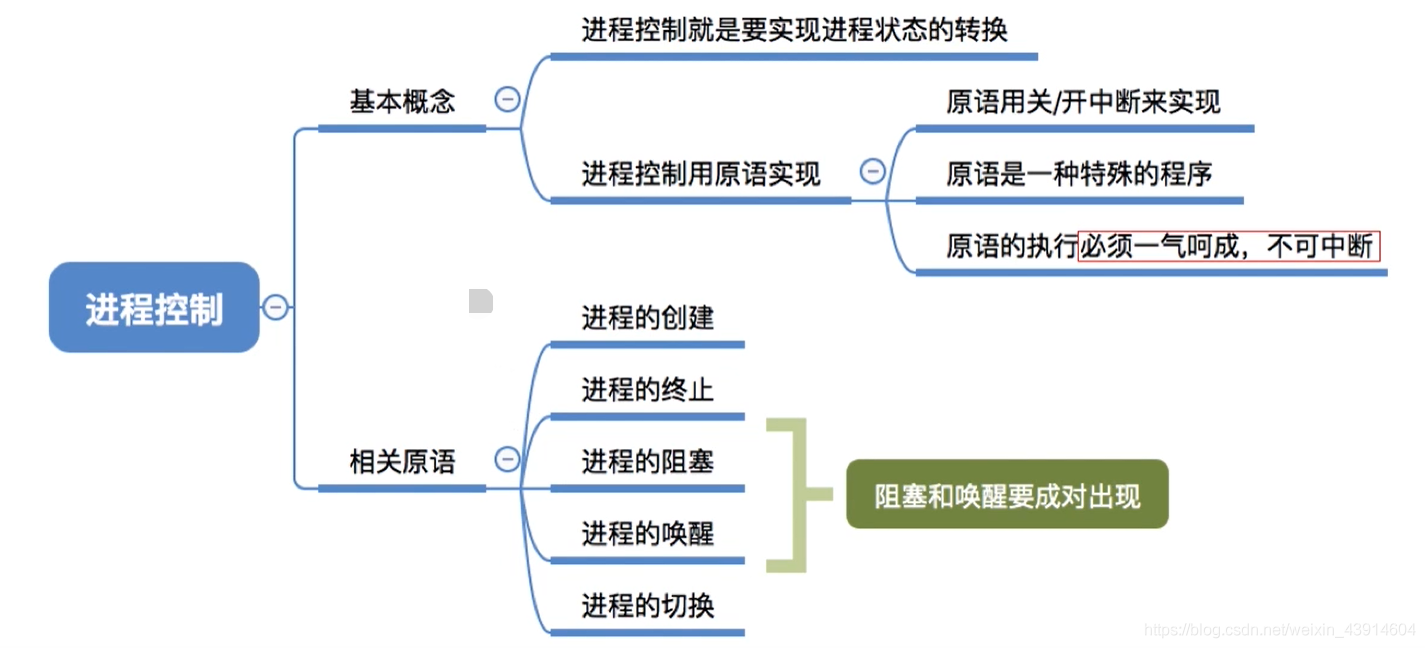 进程控制
基本概念
进程控制就是要实现进程状态的转换
进程控制用原语实现
原语用关/开中断来实现
原语是一种特殊的程序
原语的执行必须一气呵成，不可中断
相关原语
进程的创建
进程的终止
进程的阻塞
进程的唤醒
进程的切换
阻塞和唤醒要成对出现
https://blog.csdn.net/weixin_43914604